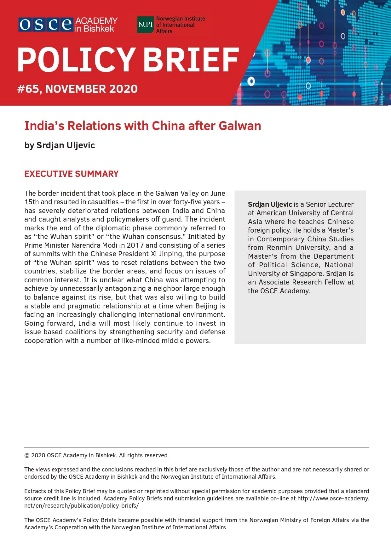 OSCE ACADEMY
in Bishkek
NUPI
Norwegian Institute
of International
Affairs
POLICY BRIEF
#65, NOVEMBER 2020
India's Relations with China after Galwan
by Srdjan Uljevic
EXECUTIVE SUMMARY
The border incident that took place in the Galwan Valley on June
15th and resulted in casualties – the first in over forty-five years –
has severely deteriorated relations between India and China
and caught analysts and policymakers off guard. The incident
marks the end of the diplomatic phase commonly referred to
as "the Wuhan spirit" or "the Wuhan consensus." Initiated by
Prime Minister Narendra Modi in 2017 and consisting of a series
of summits with the Chinese President Xi Jinping, the purpose
of "the Wuhan spirit" was to reset relations between the two
countries, stabilize the border areas, and focus on issues of
common interest. It is unclear what China was attempting to
achieve by unnecessarily antagonizing a neighbor large enough
to balance against its rise, but that was also willing to build
a stable and pragmatic relationship at a time when Beijing is
facing an increasingly challenging international environment.
Going forward, India will most likely continue to invest in
issue based coalitions by strengthening security and defense
cooperation with a number of like-minded middle powers.
Srdjan Uljevic is a Senior Lecturer
at American University of Central
Asia where he teaches Chinese
foreign policy. He holds a Master's
in Contemporary China Studies
from Renmin University, and a
Master's from the Department
of Political Science, National
University of Singapore. Srdjan is
an Associate Research Fellow at
the OSCE Academy.
© 2020 OSCE Academy in Bishkek. All rights reserved
The views expressed and the conclusions reached in this brief are exclusively those of the author and are not necessarily shared or
endorsed by the OSCE Academy in Bishkek and the Norwegian Institute of International Affairs.
Extracts of this Policy Brief may be quoted or reprinted without special permission for academic purposes provided that a standard
source credit line is included. Academy Policy Briefs and submission guidelines are available on-line at http://www.osce-academy.
net/en/research/publication/policy-briefs/
The OSCE Academy's Policy Briefs became possible with financial support from the Norwegian Ministry of Foreign Affairs via the
Academy's Cooperation with the Norwegian Institute of International Affairs